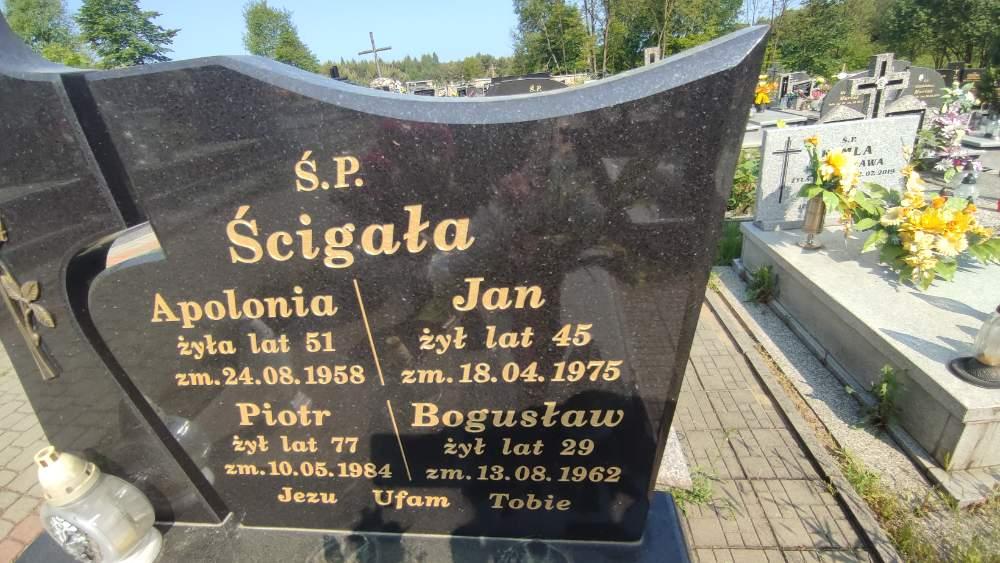 Ś.P.
Ścigała
Apolonia
żyła lat 51
zm. 24.08.1958
Jan
żył lat 45
zm. 18.04.1975
Piotr
żył lat 77
zm. 10.05.1984
Bogusław
żył lat 29
zm. 13.08.1962
Jezu Ufam Tobie
Ś.P.
Ś.P.